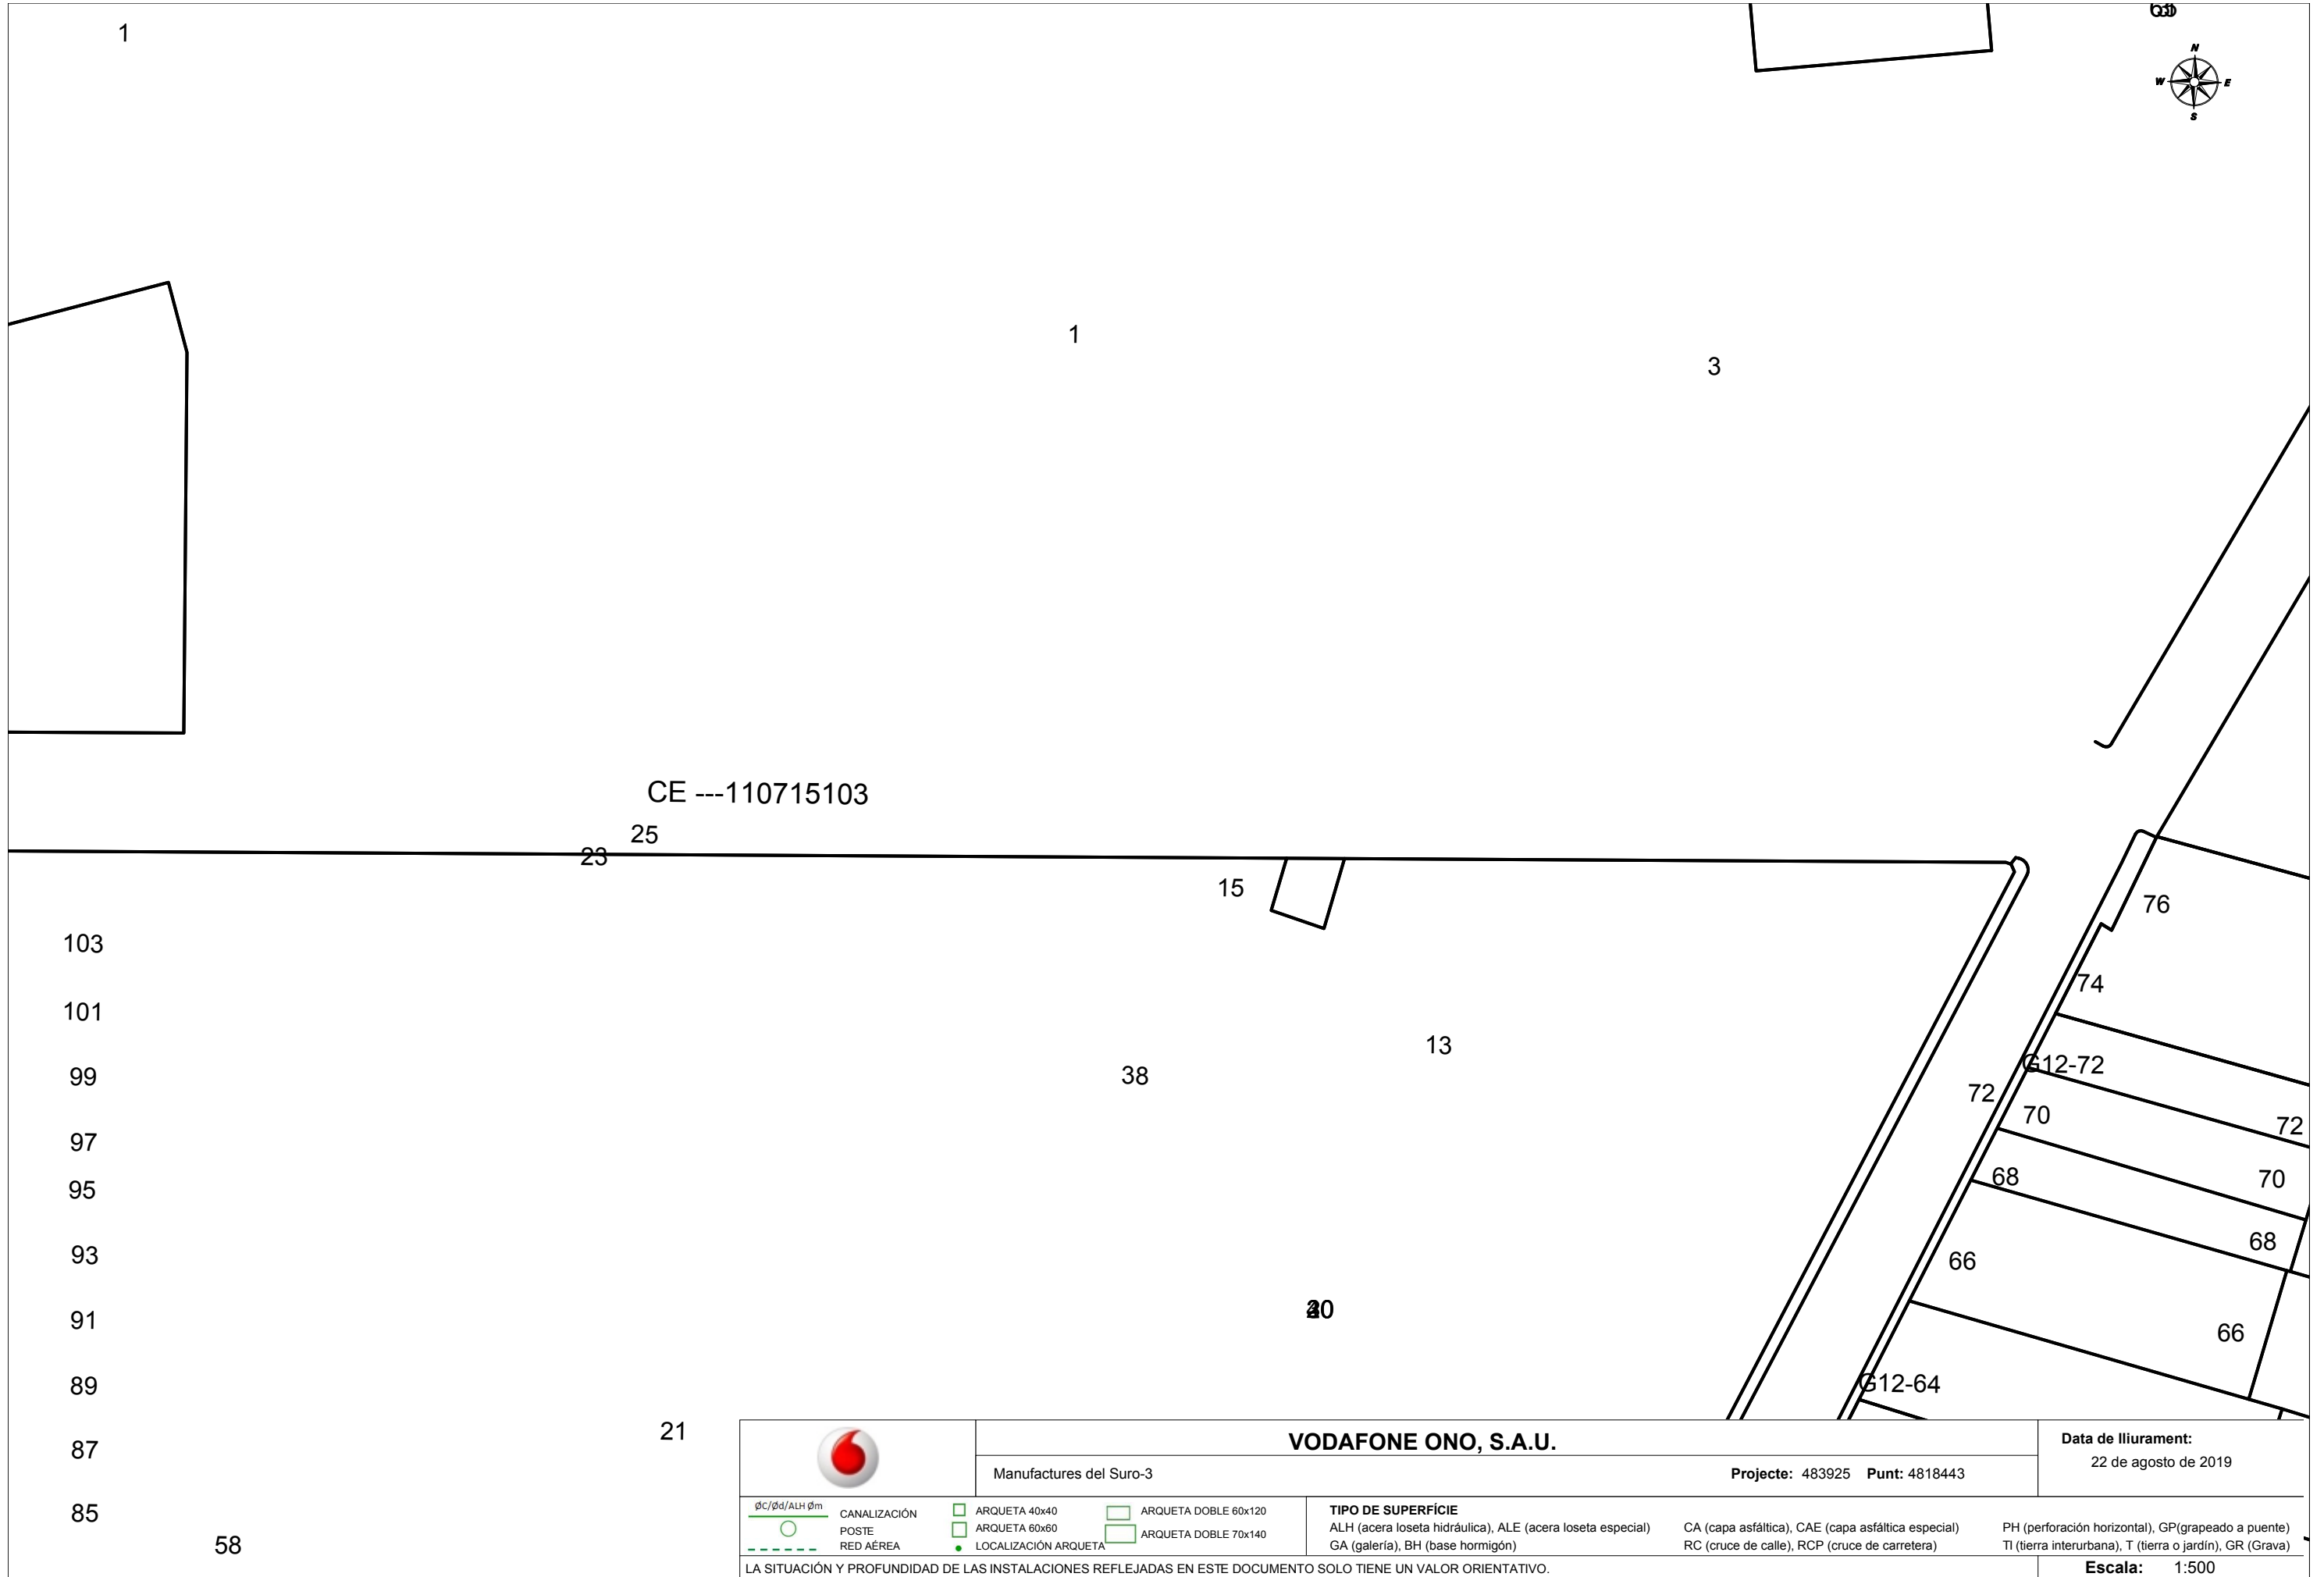 1
N
W
E
S
1
3
CE ---110715103
25
23
15
76
103
74
101
13
38
99
G12-72
72
70
72
97
68
70
95
68
93
66
91
66
89
G12-64
21
87
85
58
VODAFONE ONO, S.A.U.
Manufactures del Suro-3
Projecte: 483925 Punt: 4818443
Data de lliurament:
22 de agosto de 2019
ØC/Ød/ALH Øm
CANALIZACIÓN
POSTE
RED AÉREA
ARQUETA 40x40
ARQUETA 60x60
LOCALIZACIÓN ARQUETA
ARQUETA DOBLE 60x120
ARQUETA DOBLE 70x140
TIPO DE SUPERFÍCIE
ALH (acera loseta hidráulica), ALE (acera loseta especial)
GA (galería), BH (base hormigón)
CA (capa asfáltica), CAE (capa asfáltica especial)
RC (cruce de calle), RCP (cruce de carretera)
PH (perforación horizontal), GP(grapeado a puente)
TI (tierra interurbana), T (tierra o jardín), GR (Grava)
LA SITUACIÓN Y PROFUNDIDAD DE LAS INSTALACIONES REFLEJADAS EN ESTE DOCUMENTO SOLO TIENE UN VALOR ORIENTATIVO.
Escala: 1:500